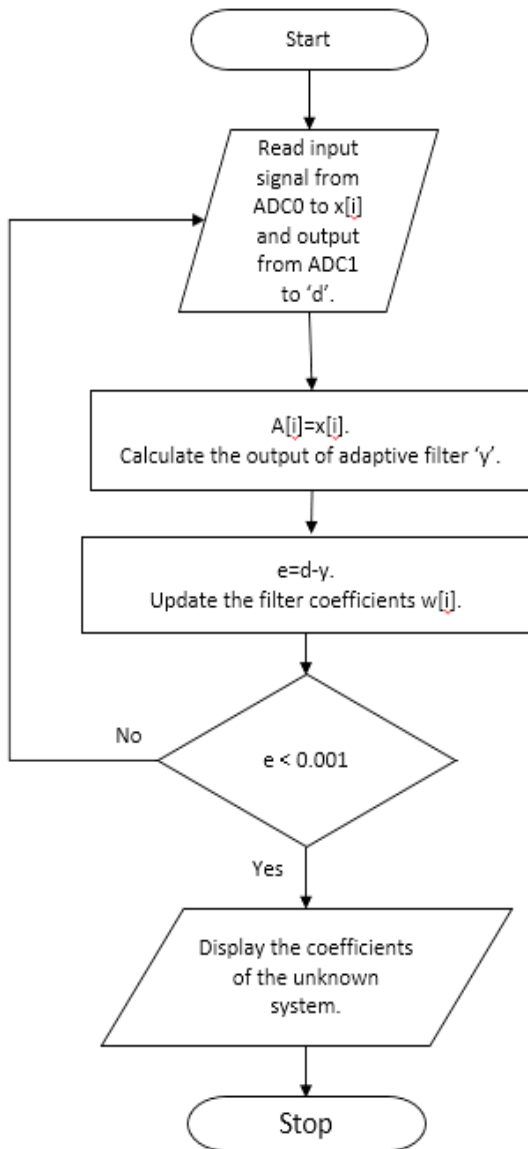 Start
Read input
signal from
ADC0 to x[i]
and output
from ADC1
to ‘d’.
A[i]=x[i].
Calculate the output of adaptive filter ‘y’.
e=d-y.
Update the filter coefficients w[i].
No
e < 0.001
Yes
Display the coefficients
of the unknown
system.
Stop